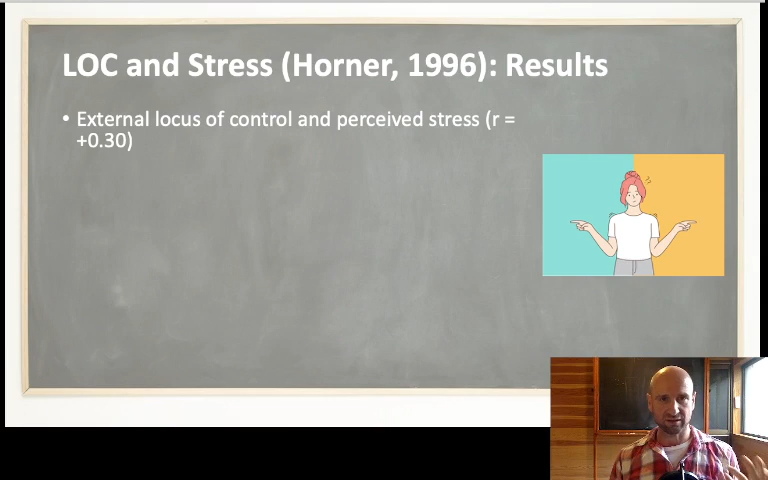 LOC and Stress (Horner, 1996): Results
• External locus of control and perceived stress (r =
+0.30)